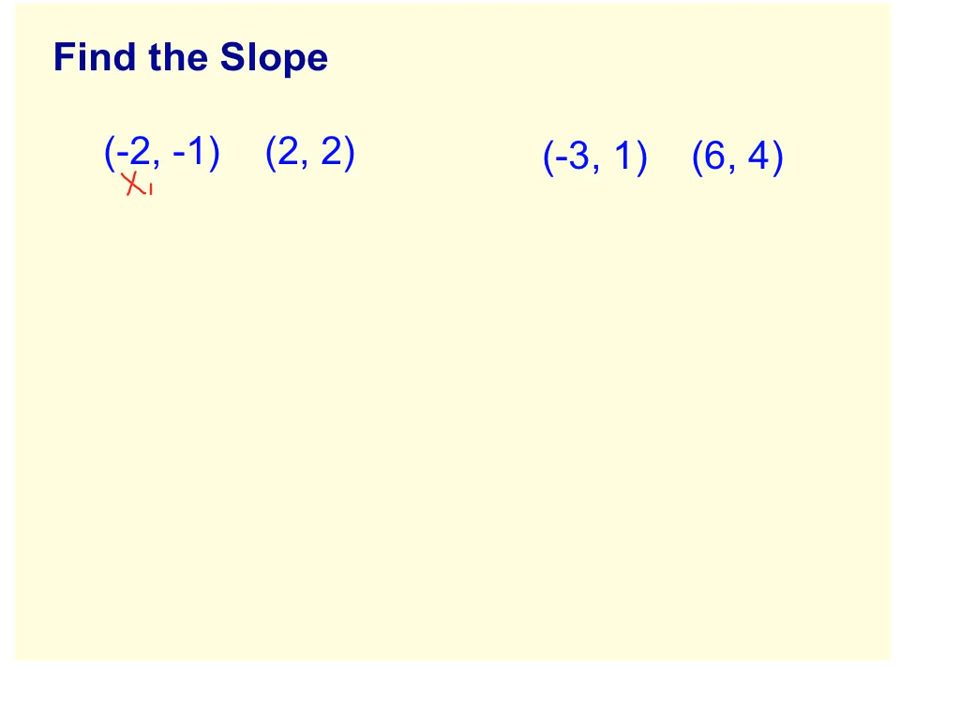 Find the Slope
(-2, -1) (2, 2)
X₁
(-3, 1) (6, 4)